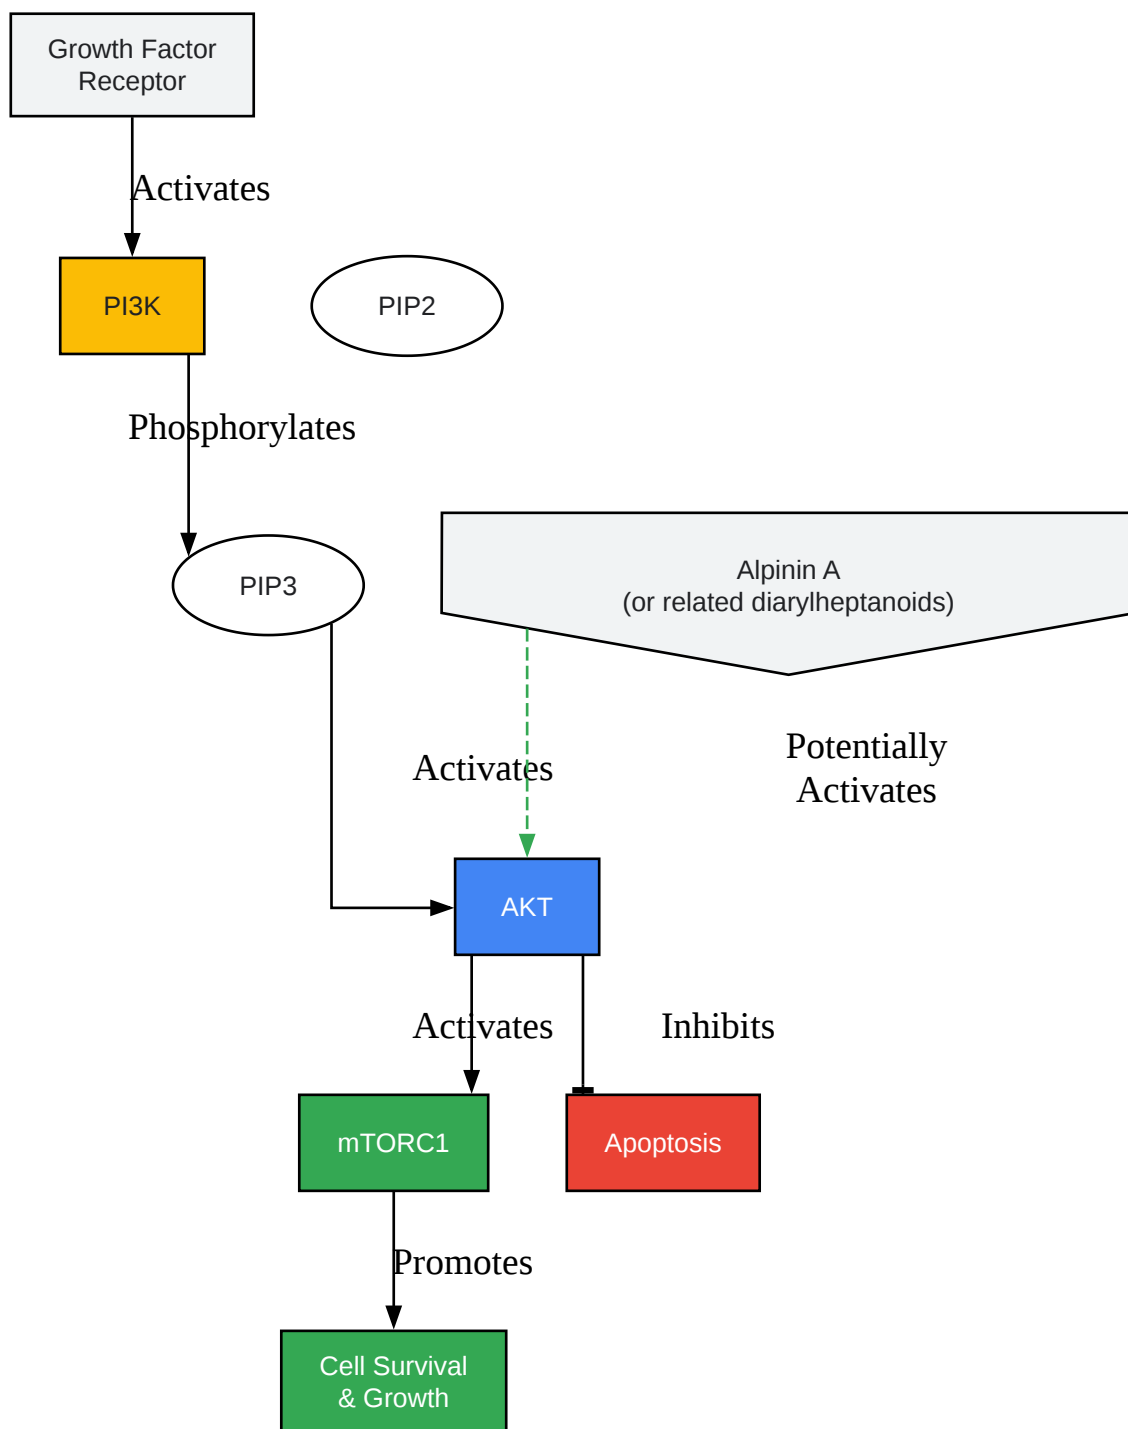 Growth Factor
Receptor
Activates
PI3K
PIP2
Phosphorylates
PIP3
Alpinin A
(or related diarylheptanoids)
Activates
Potentially
Activates
AKT
Activates
Inhibits
mTORC1
Apoptosis
Promotes
Cell Survival
& Growth